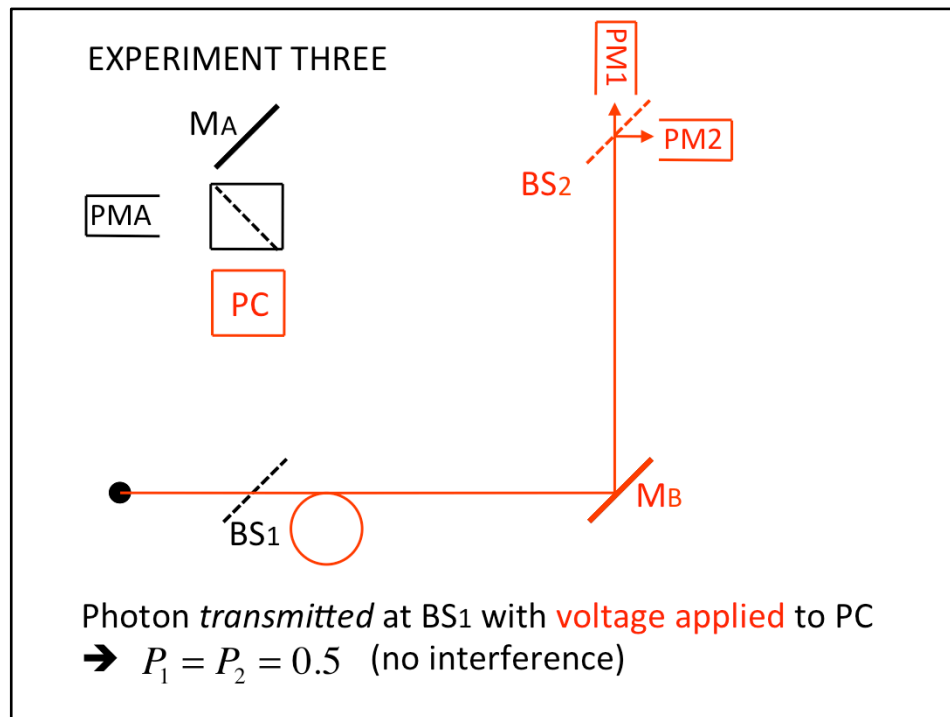 EXPERIMENT THREE
PM1
MA
PM2
PMA
BS2
PC
MB
BS1
Photon transmitted at BS1 with voltage applied to PC
➔ P₁ = P₂ = 0.5 (no interference)